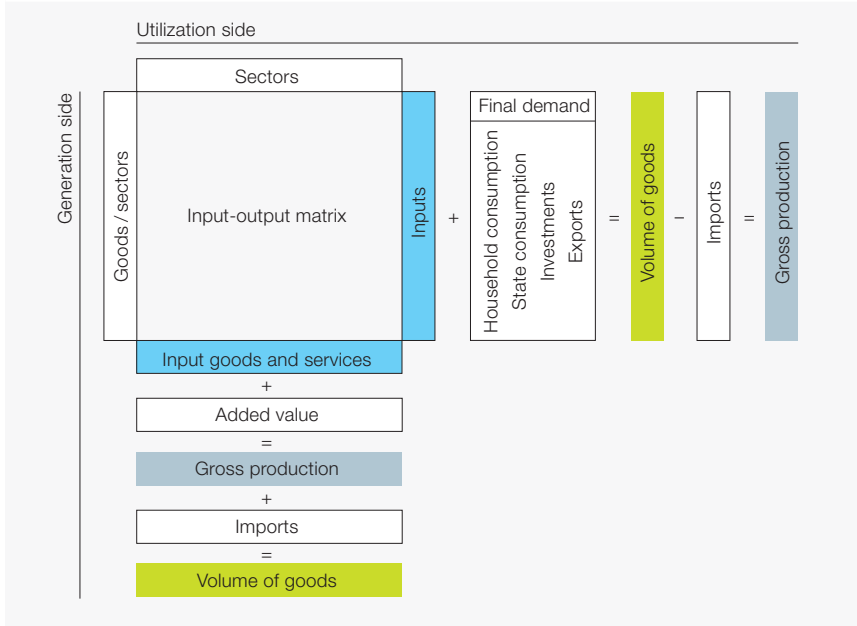 Utilization side
Generation side
Sectors
Goods / sectors
Input-output matrix
Inputs
+
Final demand
Household consumption
State consumption
Investments
Exports
=
Volume of goods
–
Imports
=
Gross production
Input goods and services
+
Added value
=
Gross production
+
Imports
=
Volume of goods